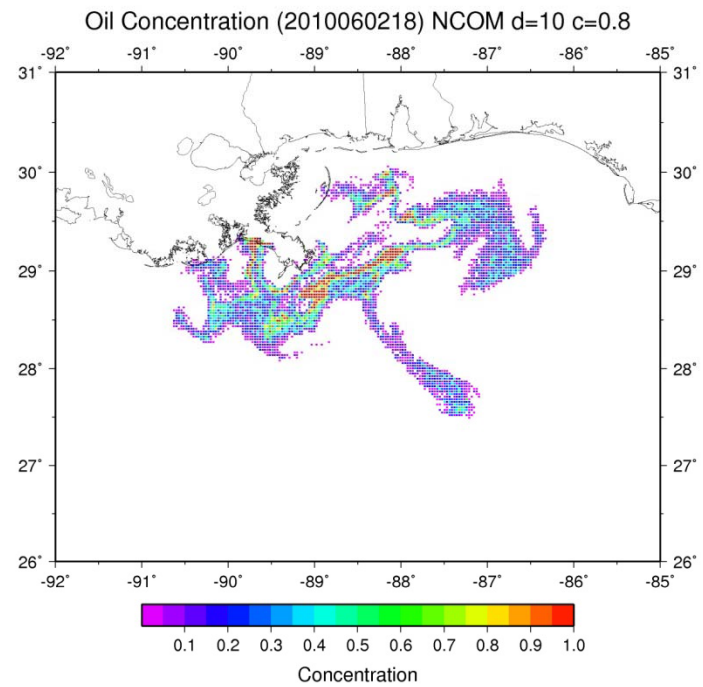 Oil Concentration (2010060218) NCOM d=10 c=0.8
-92 -91 -90 -89 -88 -87 -86 -85
31° 31°
30° 30°
29° 29°
28° 28°
27° 27°
26° 26°
-92 -91 -90 -89 -88 -87 -86 -85
0.1 0.2 0.3 0.4 0.5 0.6 0.7 0.8 0.9 1.0
Concentration